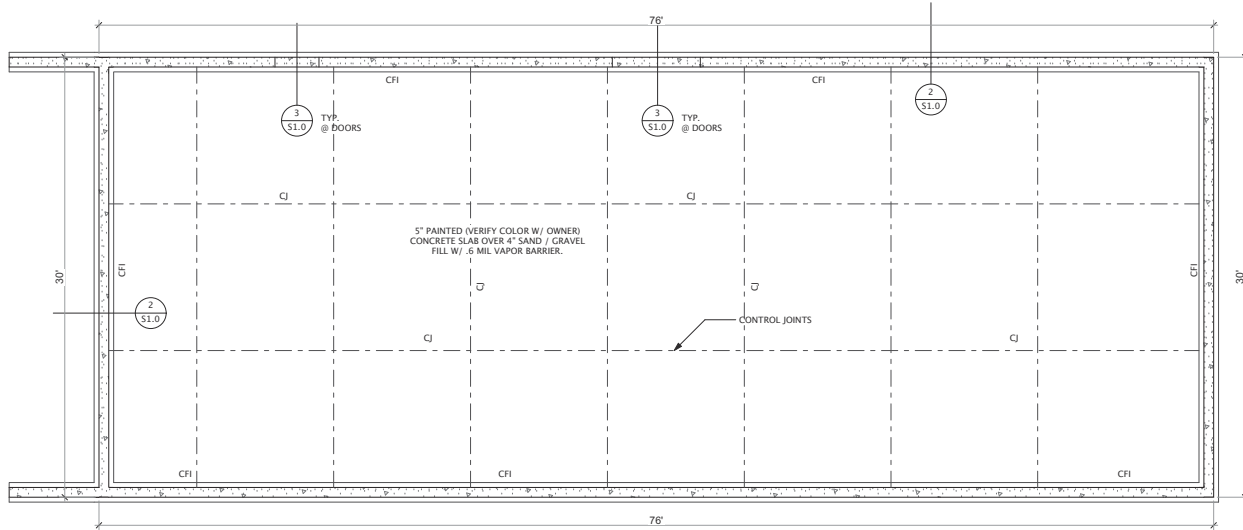 76'
3
S1.0
TYP.
@ DOORS
CFI
3
S1.0
TYP.
@ DOORS
CFI
2
S1.0
CJ
CJ
5" PAINTED (VERIFY COLOR W/ OWNER)
CONCRETE SLAB OVER 4" SAND / GRAVEL
FILL W/ .6 MIL VAPOR BARRIER.
30'
CFI
CJ
CJ
CFI
30'
2
S1.0
CONTROL JOINTS
CJ
CJ
CFI
CFI
CFI
76'